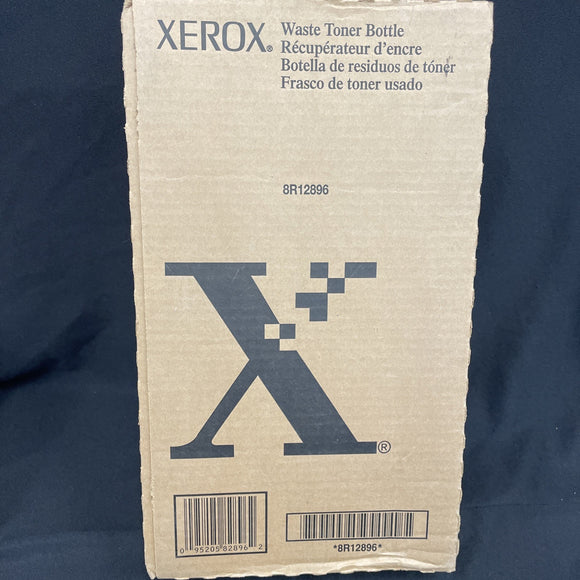 XEROX®
Waste Toner Bottle
Récupérateur d'encre
Botella de residuos de tóner
Frasco de toner usado
8R12896
X®
0 95205 82896 2
*8R12896*